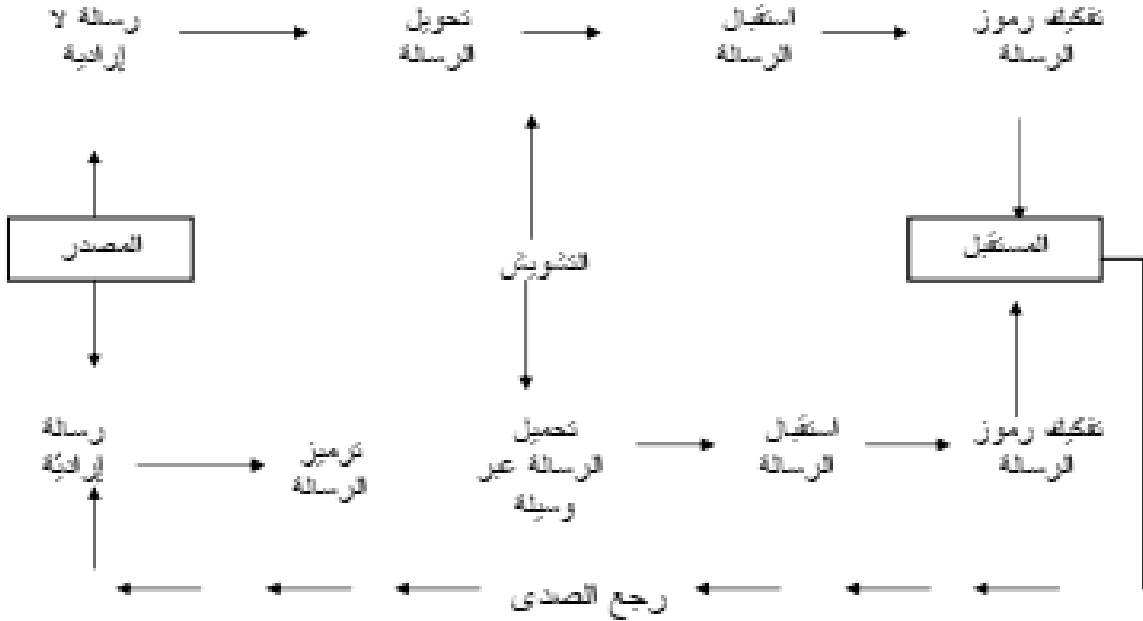 رسالة لا
إرادية
تحويل
الرسالة
استقبال
الرسالة
تفكيك رموز
الرسالة
المصدر
التشويش
المستقبل
رسالة
إراديّة
ترميز
الرسالة
تحميل
الرسالة عبر
وسيلة
استقبال
الرسالة
تفكيك رموز
الرسالة
رجع الصدى